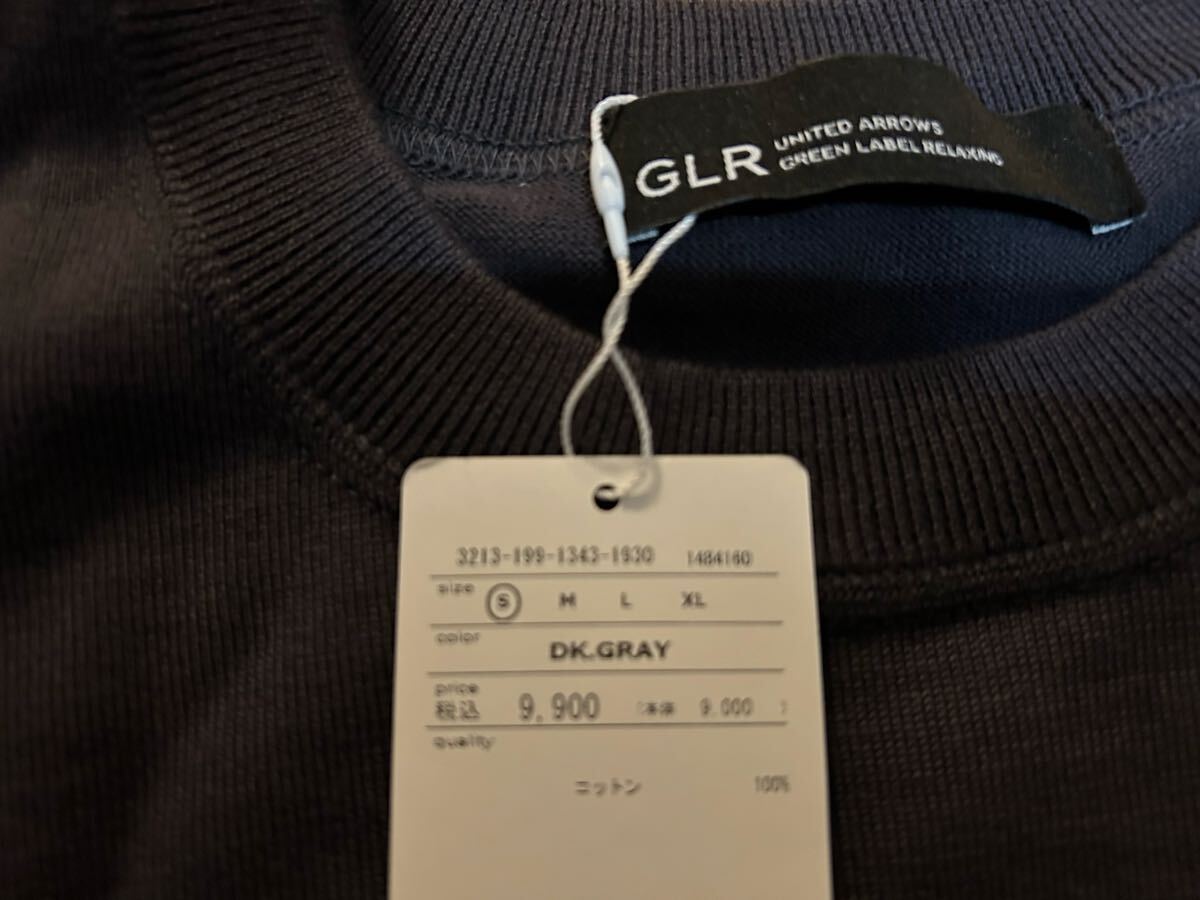 GLR UNITED ARROWS
GREEN LABEL RELAXING
3213-199-1343-1930 1484160
size S M L XL
color
DK.GRAY
price
税込 9,900 (本体 9,000 )
quality
コットン 100%